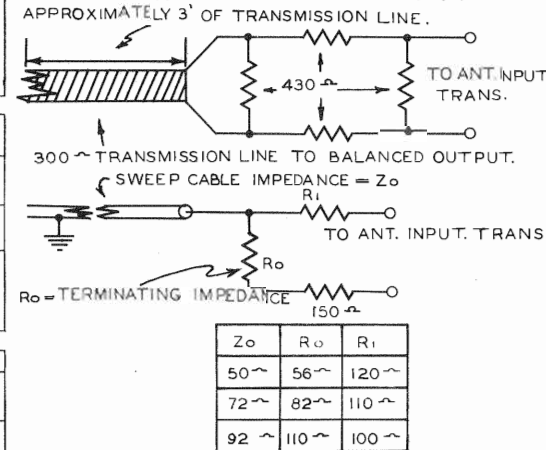 APPROXIMATELY 3' OF TRANSMISSION LINE.
430 Ω
TO ANT. INPUT
TRANS.
300 ~ TRANSMISSION LINE TO BALANCED OUTPUT.
SWEEP CABLE IMPEDANCE = Zo
R1
TO ANT. INPUT. TRANS
Ro
Ro = TERMINATING IMPEDANCE
150 Ω
Zo Ro R1
50~ 56~ 120~
72~ 82~ 110~
92 ~ 110~ 100~